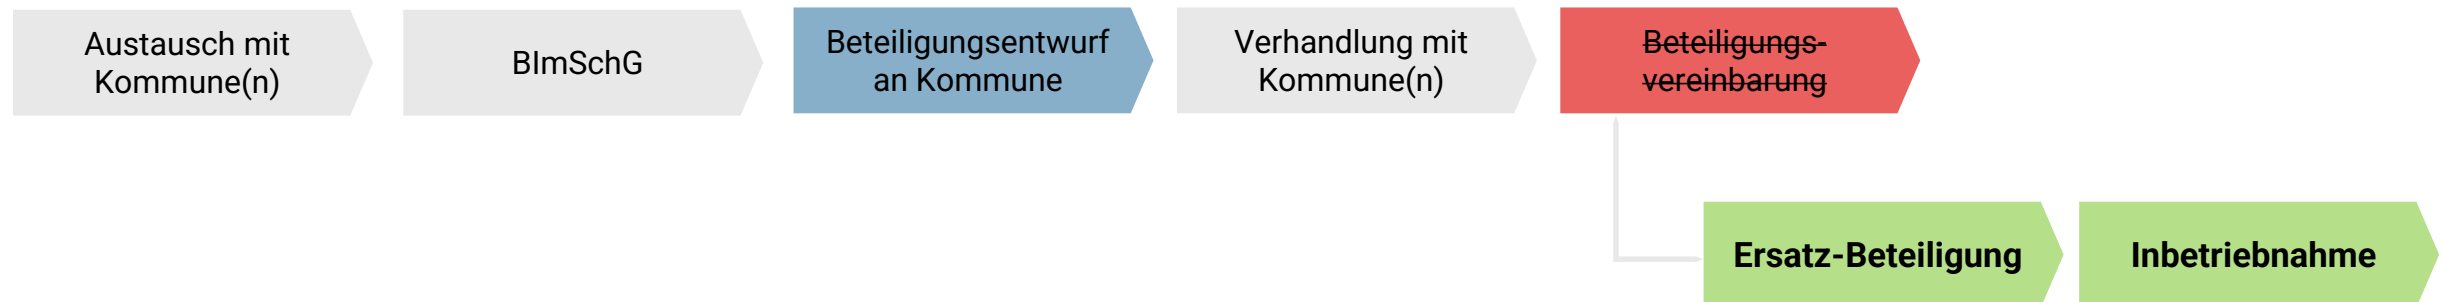 Austausch mit
Kommune(n)
BImSchG
Beteiligungsentwurf
an Kommune
Verhandlung mit
Kommune(n)
Beteiligungs-
vereinbarung
Ersatz-Beteiligung
Inbetriebnahme